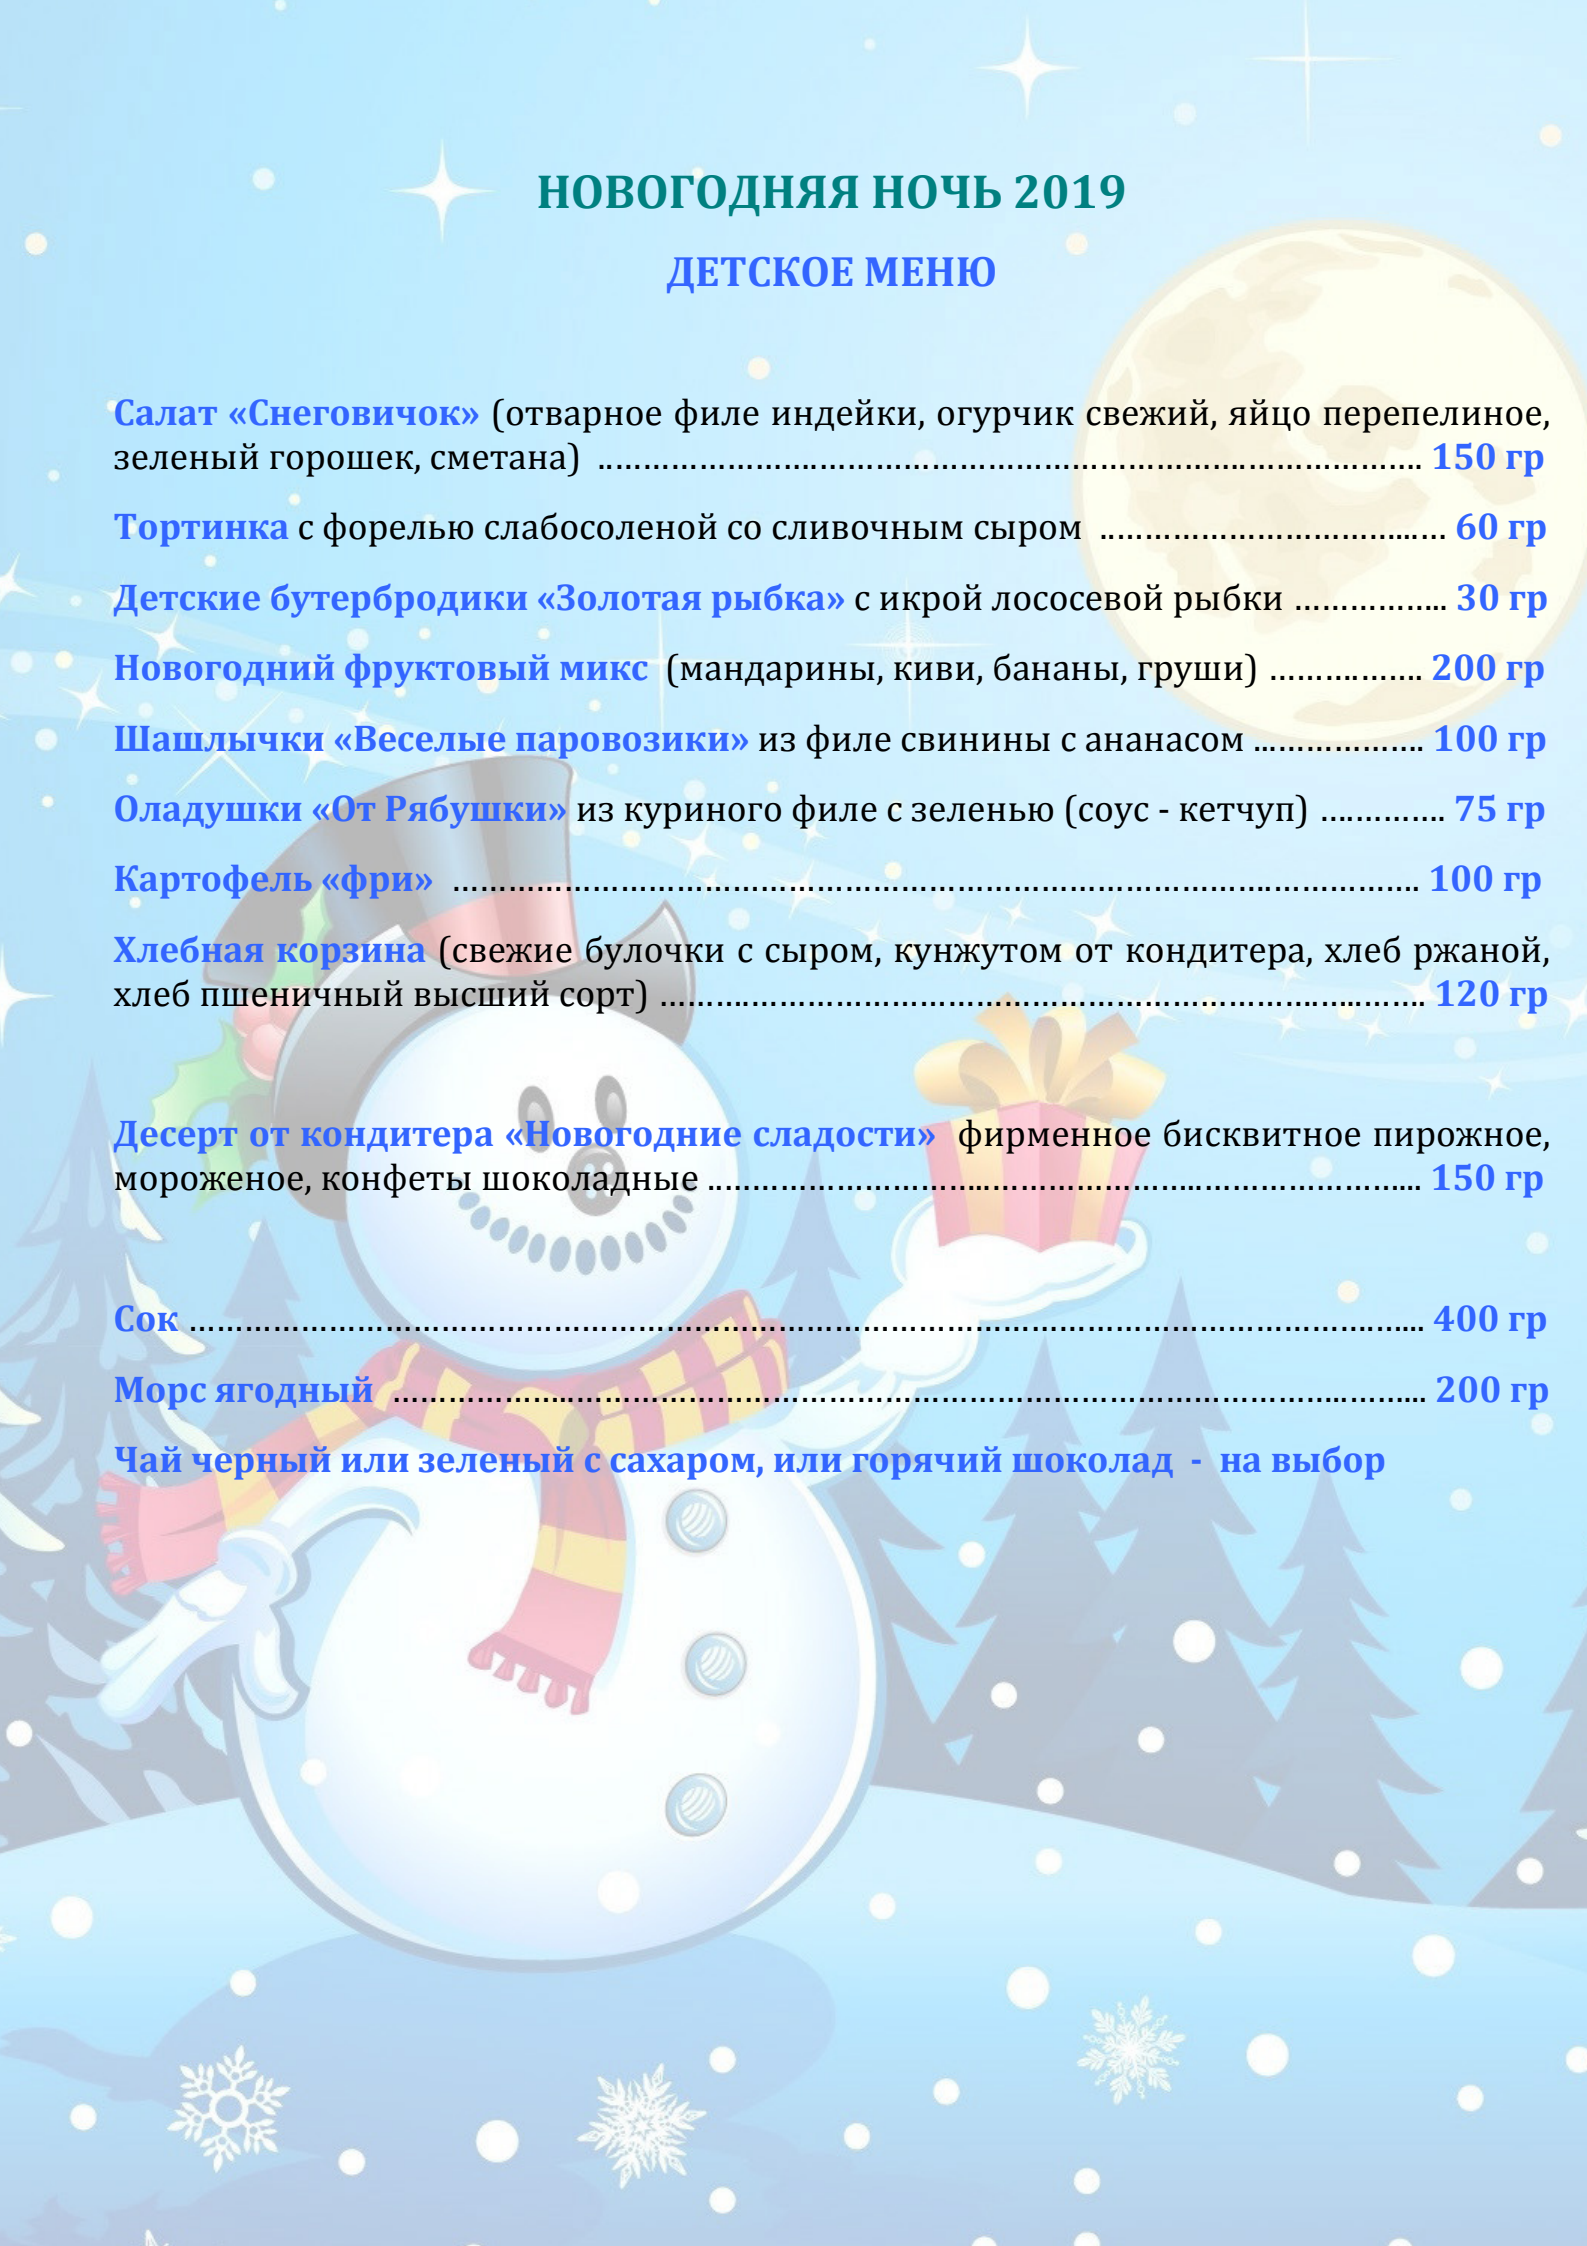 НОВОГОДНЯЯ НОЧЬ 2019
ДЕТСКОЕ МЕНЮ
Салат «Снеговичок» (отварное филе индейки, огурчик свежий, яйцо перепелиное,
зеленый горошек, сметана) ……………………………………………………………………………. 150 гр
Тортинка с форелью слабосоленой со сливочным сыром ……………………………….. 60 гр
Детские бутербродики «Золотая рыбка» с икрой лососевой рыбки …………….. 30 гр
Новогодний фруктовый микс (мандарины, киви, бананы, груши) ……………. 200 гр
Шашлычки «Веселые паровозики» из филе свинины с ананасом ………………. 100 гр
Оладушки «От Рябушки» из куриного филе с зеленью (соус - кетчуп) …………. 75 гр
Картофель «фри» …………………………………………………………………………………………. 100 гр
Хлебная корзина (свежие булочки с сыром, кунжутом от кондитера, хлеб ржаной,
хлеб пшеничный высший сорт) ………………………………………………………………………. 120 гр
Десерт от кондитера «Новогодние сладости» фирменное бисквитное пирожное,
мороженое, конфеты шоколадные …………………………………………………………………... 150 гр
Сок …………………………………………………………………………………………………………………... 400 гр
Морс ягодный ………………………………………………………………………………………………... 200 гр
Чай черный или зеленый с сахаром, или горячий шоколад - на выбор